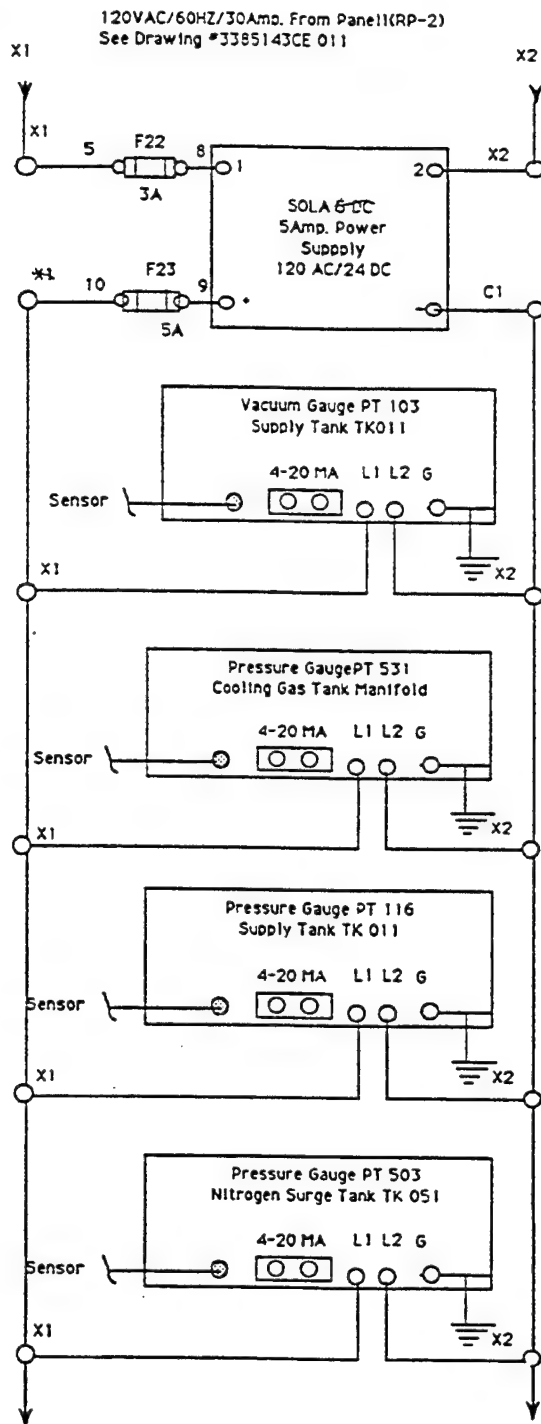 120VAC/60HZ/30Amp. From Panel1(RP-2)
See Drawing #3385143CE 011
X1 X2
X1
5 F22 8 1 2 X2
3A
SOLA & DC
5Amp. Power
Suppply
120 AC/24 DC
X1 10 F23 9 + - C1
5A
Vacuum Gauge PT 103
Supply Tank TK011
4-20 MA L1 L2 G
Sensor
X1 X2
Pressure GaugePT 531
Cooling Gas Tank Manifold
4-20 MA L1 L2 G
Sensor
X1 X2
Pressure Gauge PT 116
Supply Tank TK 011
4-20 MA L1 L2 G
Sensor
X1 X2
Pressure Gauge PT 503
Nitrogen Surge Tank TK 051
4-20 MA L1 L2 G
Sensor
X1 X2